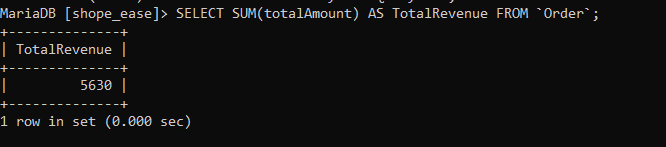 MariaDB [shope_ease]> SELECT SUM(totalAmount) AS TotalRevenue FROM `Order`;
+--------------+
| TotalRevenue |
+--------------+
|         5630 |
+--------------+
1 row in set (0.000 sec)